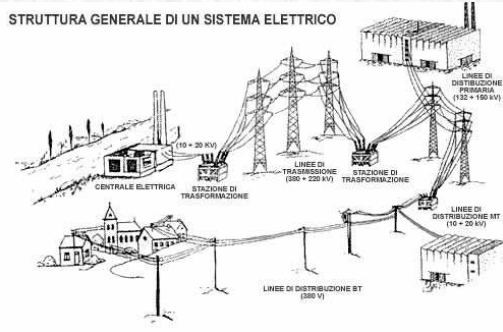 STRUTTURA GENERALE DI UN SISTEMA ELETTRICO
LINEE DI
DISTIBUZIONE
PRIMARIA
(132 + 150 kV)
(10 + 20 KV)
CENTRALE ELETTRICA
STAZIONE DI
TRASFORMAZIONE
LINEE DI
TRASMISSIONE
(380 + 220 kV)
STAZIONE DI
TRASFORMAZIONE
LINEE DI
DISTRIBUZIONE MT
(10 + 20 kV)
LINEE DI DISTRIBUZIONE BT
(380 V)